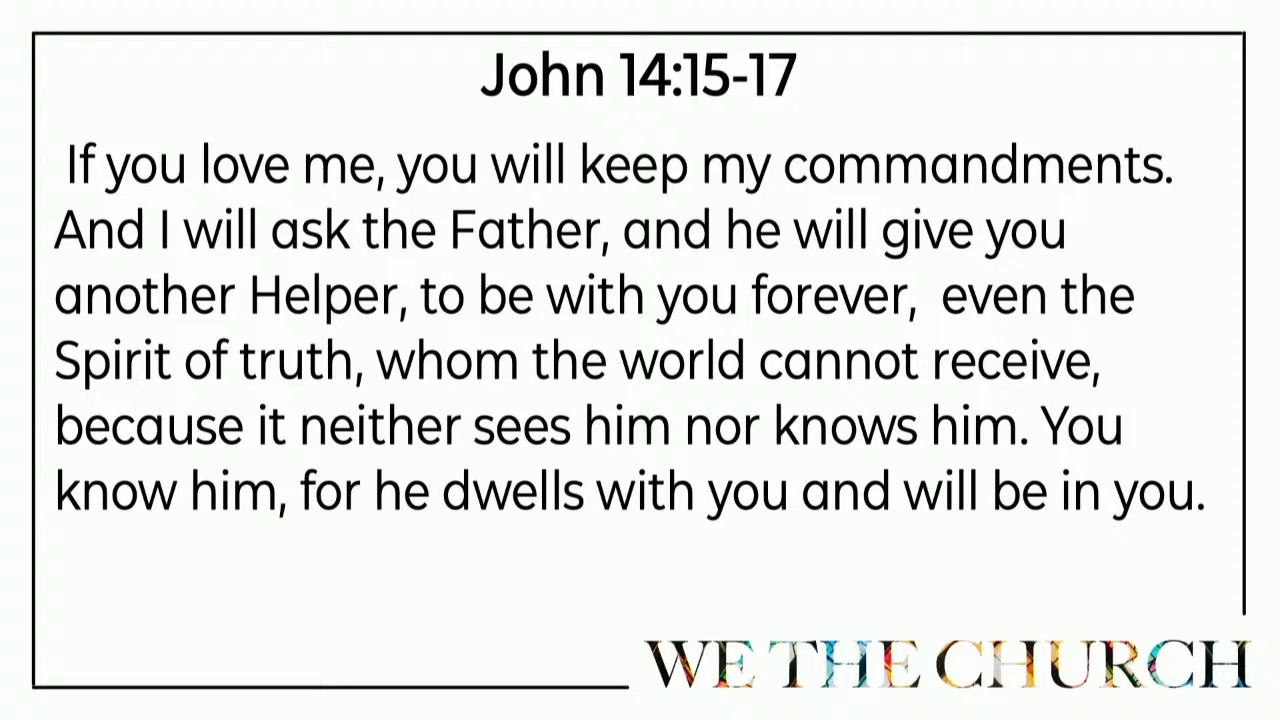 John 14:15-17
If you love me, you will keep my commandments.
And I will ask the Father, and he will give you
another Helper, to be with you forever,  even the
Spirit of truth, whom the world cannot receive,
because it neither sees him nor knows him. You
know him, for he dwells with you and will be in you.
WE THE CHURCH